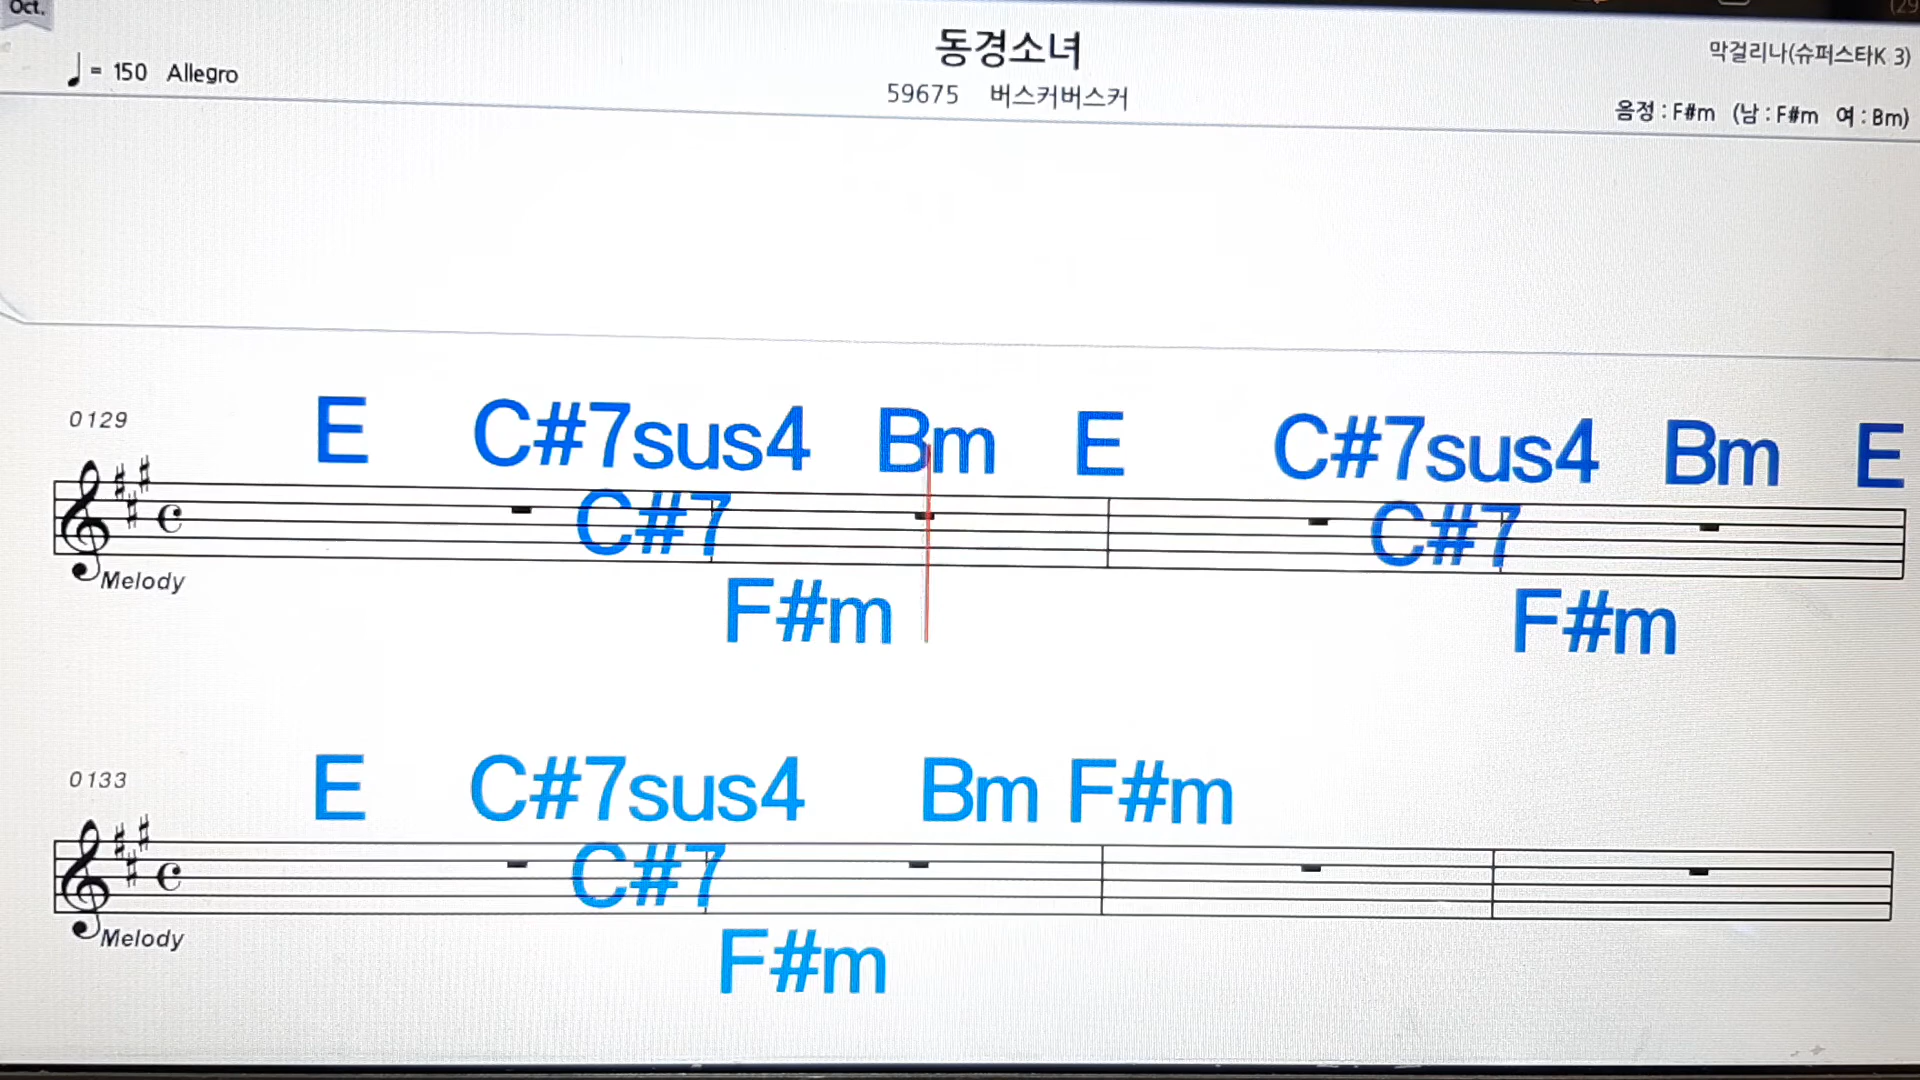 Oct.
♩ = 150 Allegro
동경소녀
59675 버스커버스커
막걸리나(슈퍼스타K 3)
음정 : F#m (남 : F#m 여 : Bm)
0129
E C#7sus4 Bm E C#7sus4 Bm E
C#7 C#7
Melody
F#m F#m
0133
E C#7sus4 Bm F#m
C#7
Melody
F#m